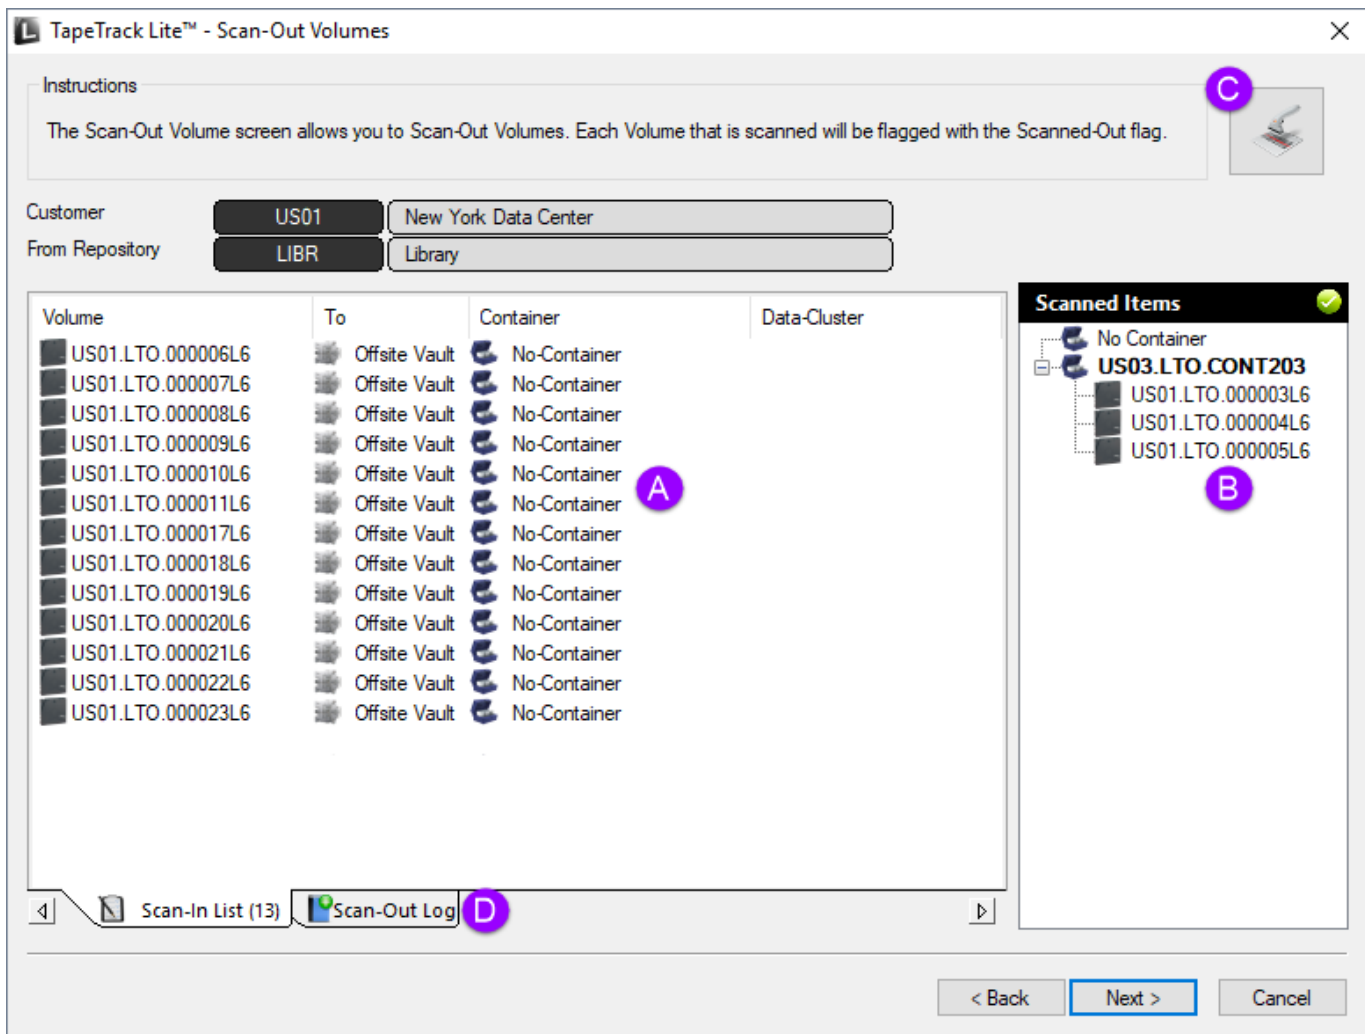 TapeTrack Lite™ - Scan-Out Volumes
Instructions
C
The Scan-Out Volume screen allows you to Scan-Out Volumes. Each Volume that is scanned will be flagged with the Scanned-Out flag.
Customer US01 New York Data Center
From Repository LIBR Library
Volume To Container Data-Cluster
US01.LTO.000006L6 Offsite Vault No-Container
US01.LTO.000007L6 Offsite Vault No-Container
US01.LTO.000008L6 Offsite Vault No-Container
US01.LTO.000009L6 Offsite Vault No-Container
US01.LTO.000010L6 Offsite Vault No-Container
A
US01.LTO.000011L6 Offsite Vault No-Container
US01.LTO.000017L6 Offsite Vault No-Container
US01.LTO.000018L6 Offsite Vault No-Container
US01.LTO.000019L6 Offsite Vault No-Container
US01.LTO.000020L6 Offsite Vault No-Container
US01.LTO.000021L6 Offsite Vault No-Container
US01.LTO.000022L6 Offsite Vault No-Container
US01.LTO.000023L6 Offsite Vault No-Container
Scanned Items
No Container
US03.LTO.CONT203
US01.LTO.000003L6
US01.LTO.000004L6
US01.LTO.000005L6
B
Scan-In List (13) Scan-Out Log D
< Back Next > Cancel